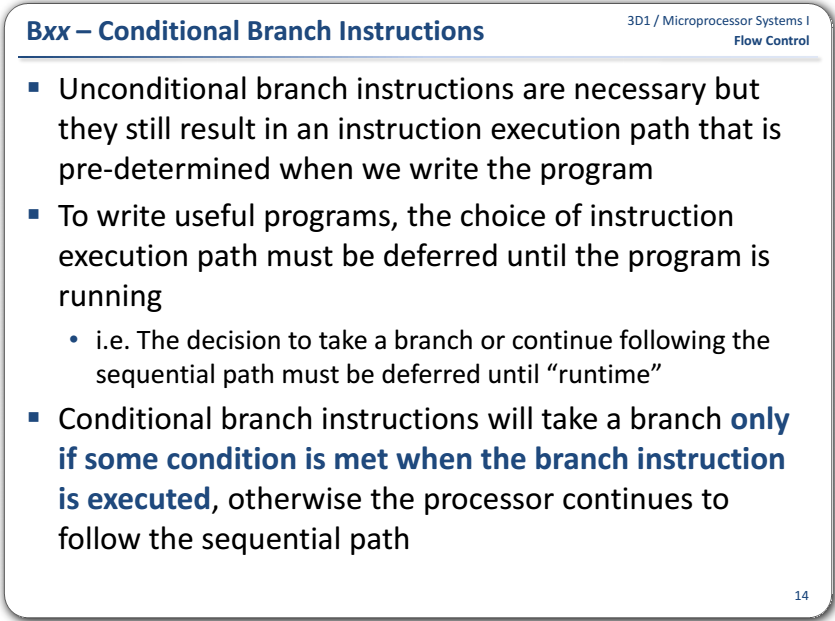 Bxx – Conditional Branch Instructions
3D1 / Microprocessor Systems I
Flow Control
▪ Unconditional branch instructions are necessary but
they still result in an instruction execution path that is
pre-determined when we write the program
▪ To write useful programs, the choice of instruction
execution path must be deferred until the program is
running
• i.e. The decision to take a branch or continue following the
sequential path must be deferred until “runtime”
▪ Conditional branch instructions will take a branch only
if some condition is met when the branch instruction
is executed, otherwise the processor continues to
follow the sequential path
14